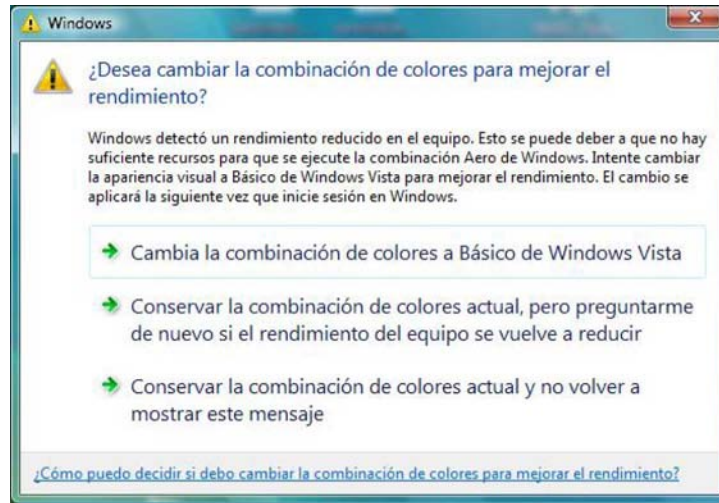 Windows
¿Desea cambiar la combinación de colores para mejorar el
rendimiento?
Windows detectó un rendimiento reducido en el equipo. Esto se puede deber a que no hay
suficiente recursos para que se ejecute la combinación Aero de Windows. Intente cambiar
la apariencia visual a Básico de Windows Vista para mejorar el rendimiento. El cambio se
aplicará la siguiente vez que inicie sesión en Windows.
Cambia la combinación de colores a Básico de Windows Vista
Conservar la combinación de colores actual, pero preguntarme
de nuevo si el rendimiento del equipo se vuelve a reducir
Conservar la combinación de colores actual y no volver a
mostrar este mensaje
¿Cómo puedo decidir si debo cambiar la combinación de colores para mejorar el rendimiento?